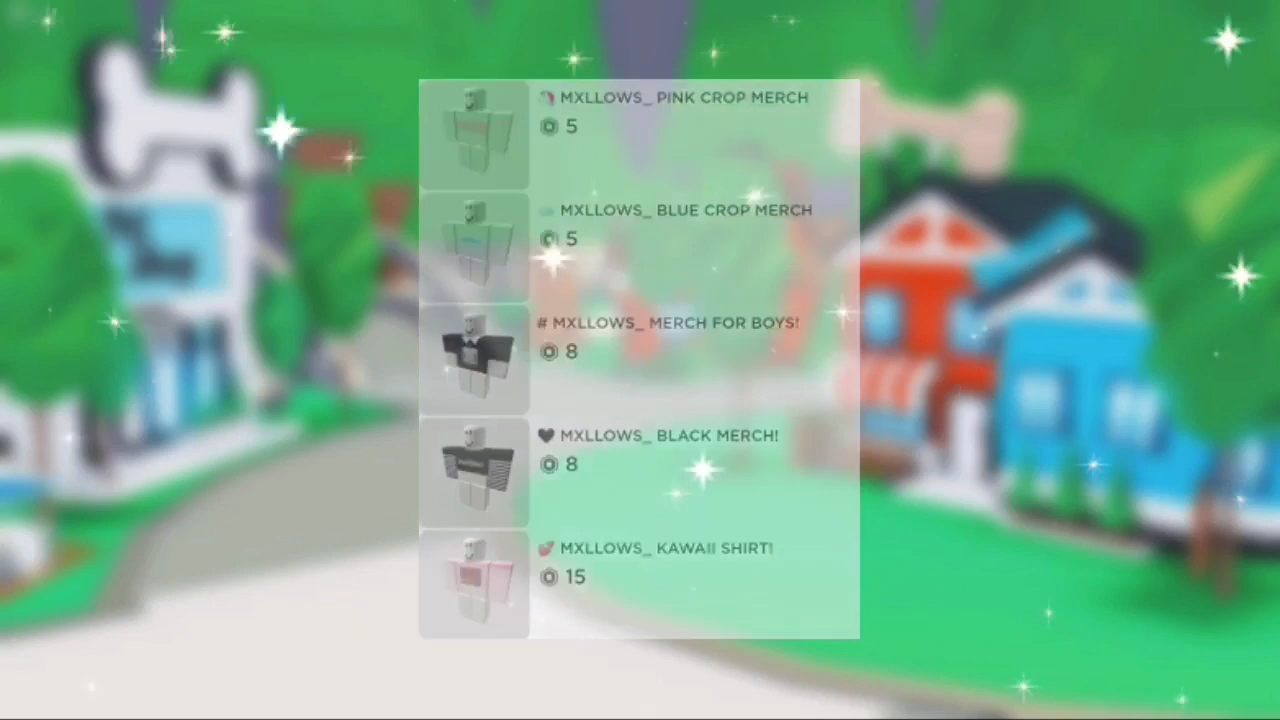 🦄 MXLLOWS_ PINK CROP MERCH
5
MXLLOWS_ BLUE CROP MERCH
5
# MXLLOWS_ MERCH FOR BOYS!
8
🖤 MXLLOWS_ BLACK MERCH!
8
💕 MXLLOWS_ KAWAII SHIRT!
15